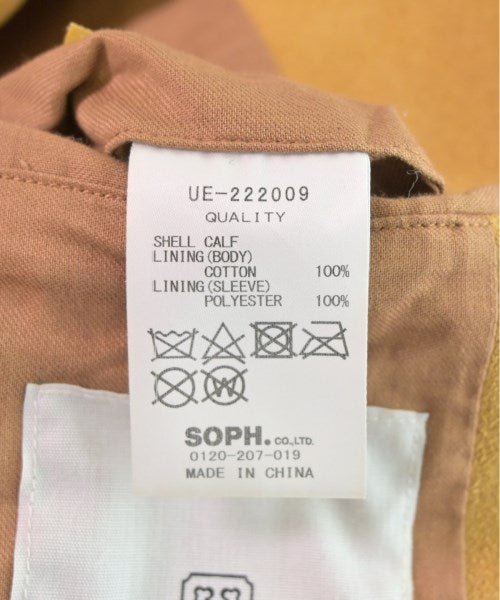 UE-222009
QUALITY
SHELL CALF
LINING(BODY)
COTTON 100%
LINING(SLEEVE)
POLYESTER 100%
W
SOPH. CO.,LTD.
0120-207-019
MADE IN CHINA